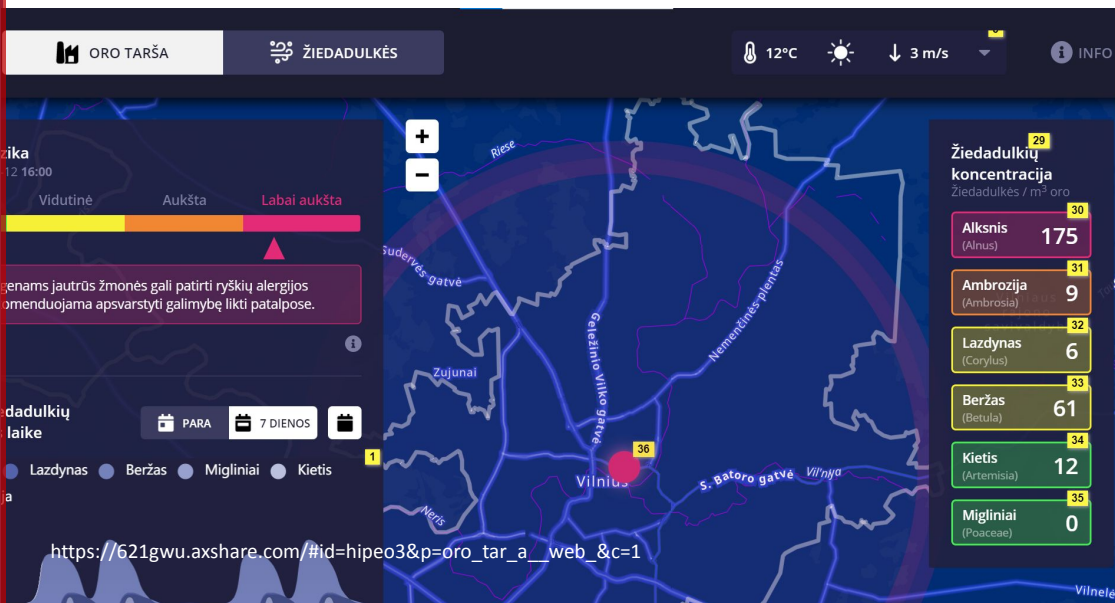 ORO TARŠA
ŽIEDADULKĖS
12°C
3 m/s
INFO
zika
-12 16:00
Vidutinė
Aukšta
Labai aukšta
genams jautrūs žmonės gali patirti ryškių alergijos
omenduojama apsvarstyti galimybę likti patalpose.
edadulkių
s laike
PARA
7 DIENOS
Lazdynas
Beržas
Migliniai
Kietis
1
ija
https://621gwu.axshare.com/#id=hipeo3&p=oro_tar_a__web_&c=1
+
−
Riese
Sudervės gatvė
Geležinio Vilko gatvė
Nemenčinės plentas
Zujunai
36
Vilnius
S. Batoro gatvė
Vil'nya
Neris
Vilnele
29
Žiedadulkių
koncentracija
Žiedadulkės / m³ oro
30
Alksnis
(Alnus)
175
31
Ambrozija
(Ambrosia)
9
32
Lazdynas
(Corylus)
6
33
Beržas
(Betula)
61
34
Kietis
(Artemisia)
12
35
Migliniai
(Poaceae)
0